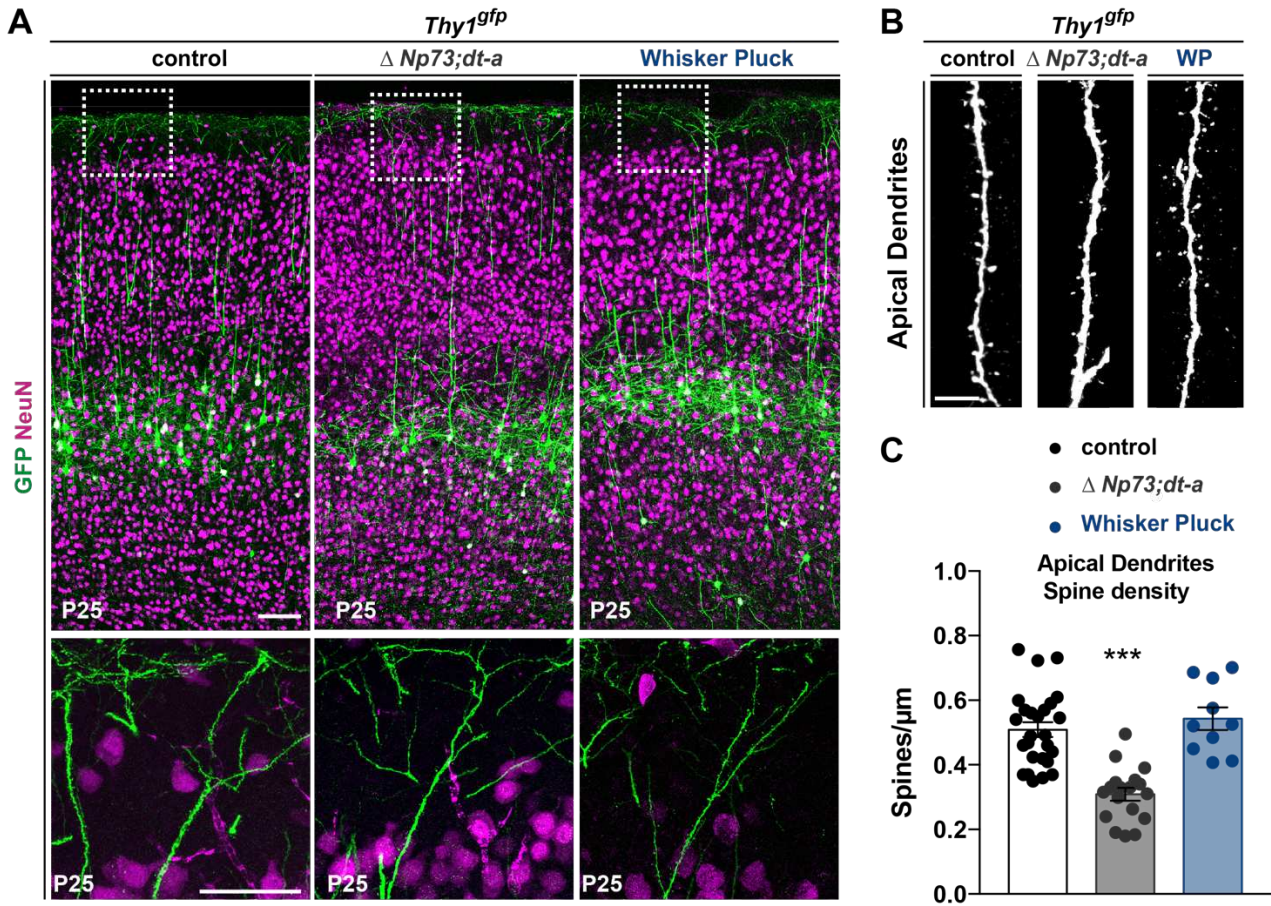 A
Thy1gfp
control
Δ Np73;dt-a
Whisker Pluck
GFP NeuN
P25
P25
P25
P25
P25
P25
B
Thy1gfp
control
Δ Np73;dt-a
WP
Apical Dendrites
C
control
Δ Np73;dt-a
Whisker Pluck
Apical Dendrites
Spine density
Spines/µm
1.0
0.8
0.6
0.4
0.2
0.0
***